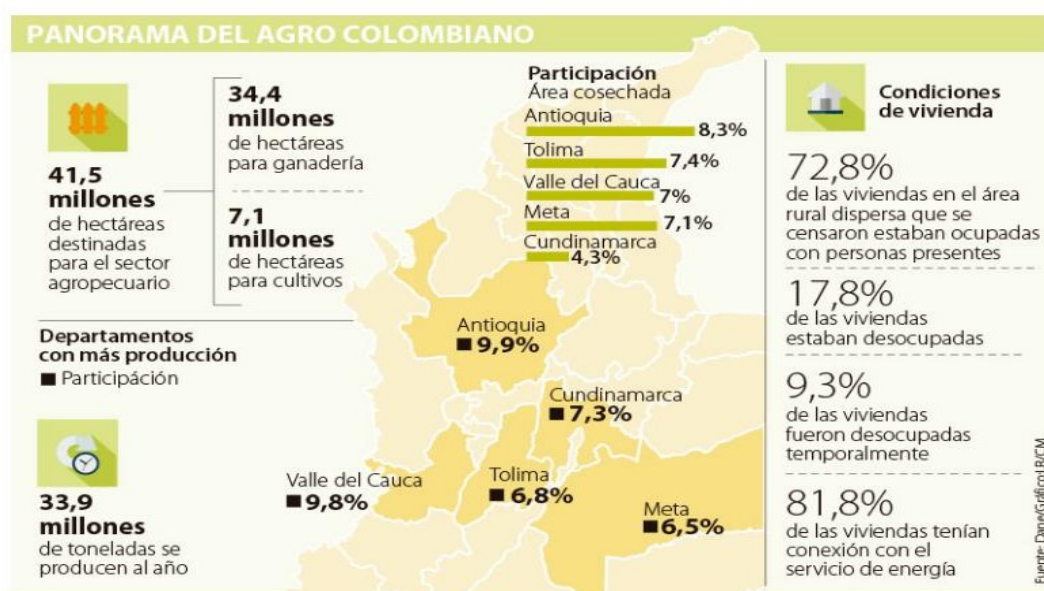 PANORAMA DEL AGRO COLOMBIANO
41,5
millones
de hectáreas
destinadas
para el sector
agropecuario
34,4
millones
de hectáreas
para ganadería
7,1
millones
de hectáreas
para cultivos
Departamentos
con más producción
Participáción
33,9
millones
de toneladas se
producen al año
Participación
Área cosechada
Antioquia
8,3%
Tolima
7,4%
Valle del Cauca
7%
Meta
7,1%
Cundinamarca
4,3%
Antioquia
9,9%
Cundinamarca
7,3%
Valle del Cauca
9,8%
Tolima
6,8%
Meta
6,5%
Condiciones
de vivienda
72,8%
de las viviendas en el área
rural dispersa que se
censaron estaban ocupadas
con personas presentes
17,8%
de las viviendas
estaban desocupadas
9,3%
de las viviendas
fueron desocupadas
temporalmente
81,8%
de las viviendas tenían
conexión con el
servicio de energía
Fuente: Dane/Gráfico LR/CM